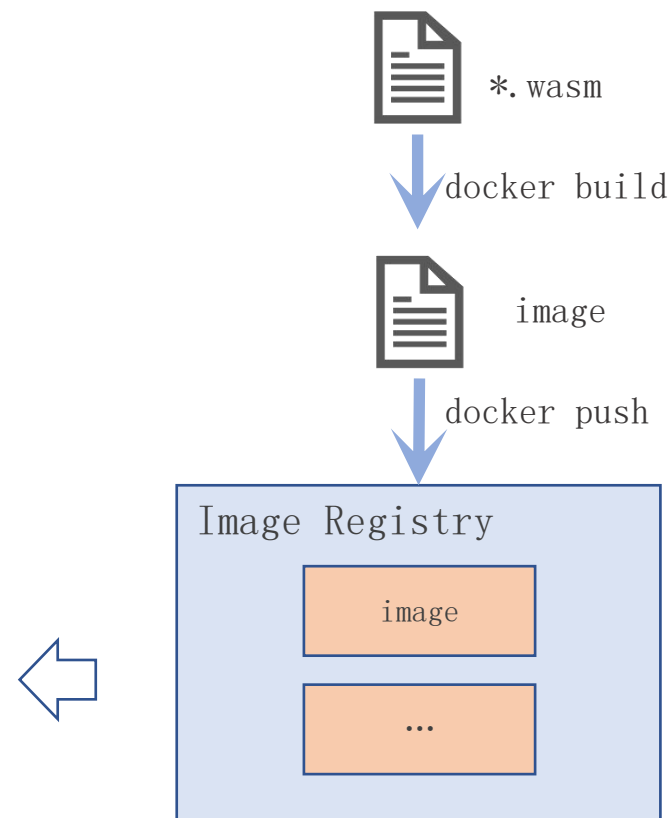 *.wasm
docker build
image
docker push
Image Registry
image
…